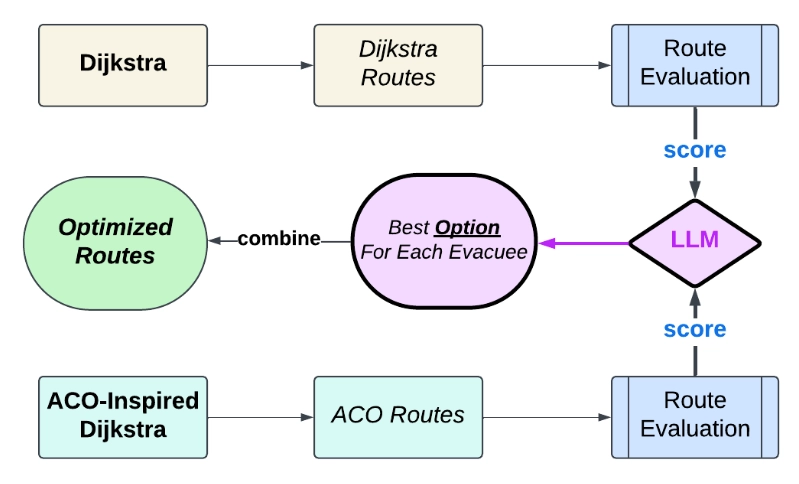 Dijkstra
Dijkstra
Routes
Route
Evaluation
score
Optimized
Routes
combine
Best Option
For Each Evacuee
LLM
score
ACO-Inspired
Dijkstra
ACO Routes
Route
Evaluation